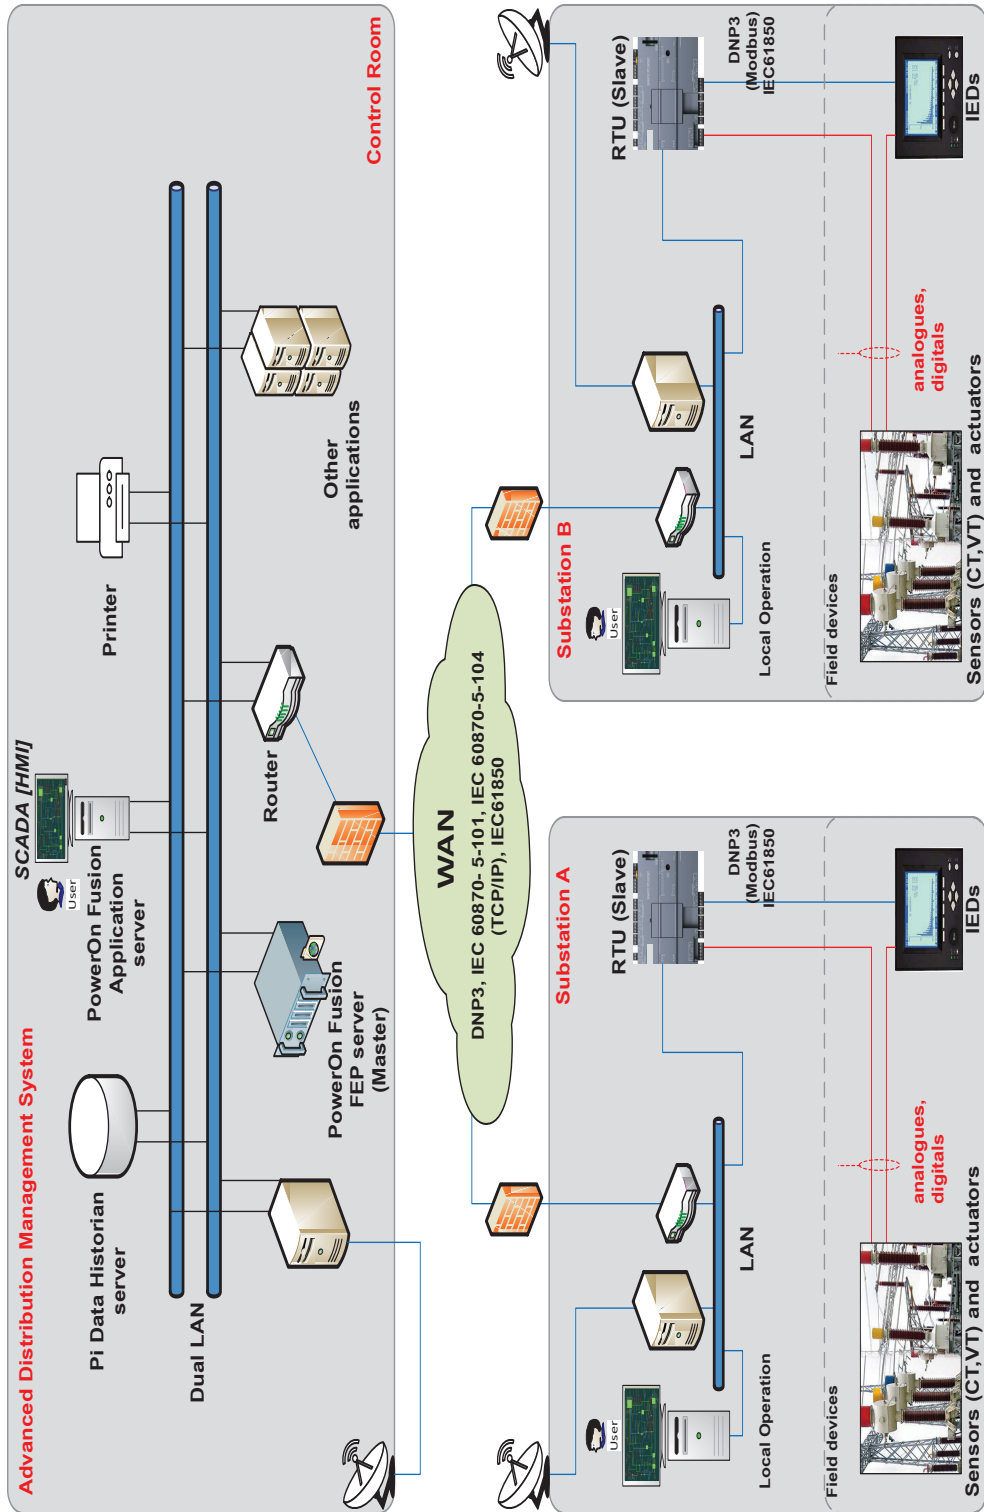 Advanced Distribution Management System
Control Room
Pi Data Historian
server
SCADA [HMI]
User
PowerOn Fusion
Application
server
Printer
Dual LAN
PowerOn Fusion
FEP server
(Master)
Router
Other
applications
WAN
DNP3, IEC 60870- 5-101, IEC 60870-5-104
(TCP/IP), IEC61850
Substation A
User
Local Operation
LAN
RTU (Slave)
DNP3
(Modbus)
IEC61850
Field devices
analogues,
digitals
Sensors (CT,VT) and actuators
IEDs
Substation B
User
Local Operation
LAN
RTU (Slave)
DNP3
(Modbus)
IEC61850
Field devices
analogues,
digitals
Sensors (CT,VT) and actuators
IEDs